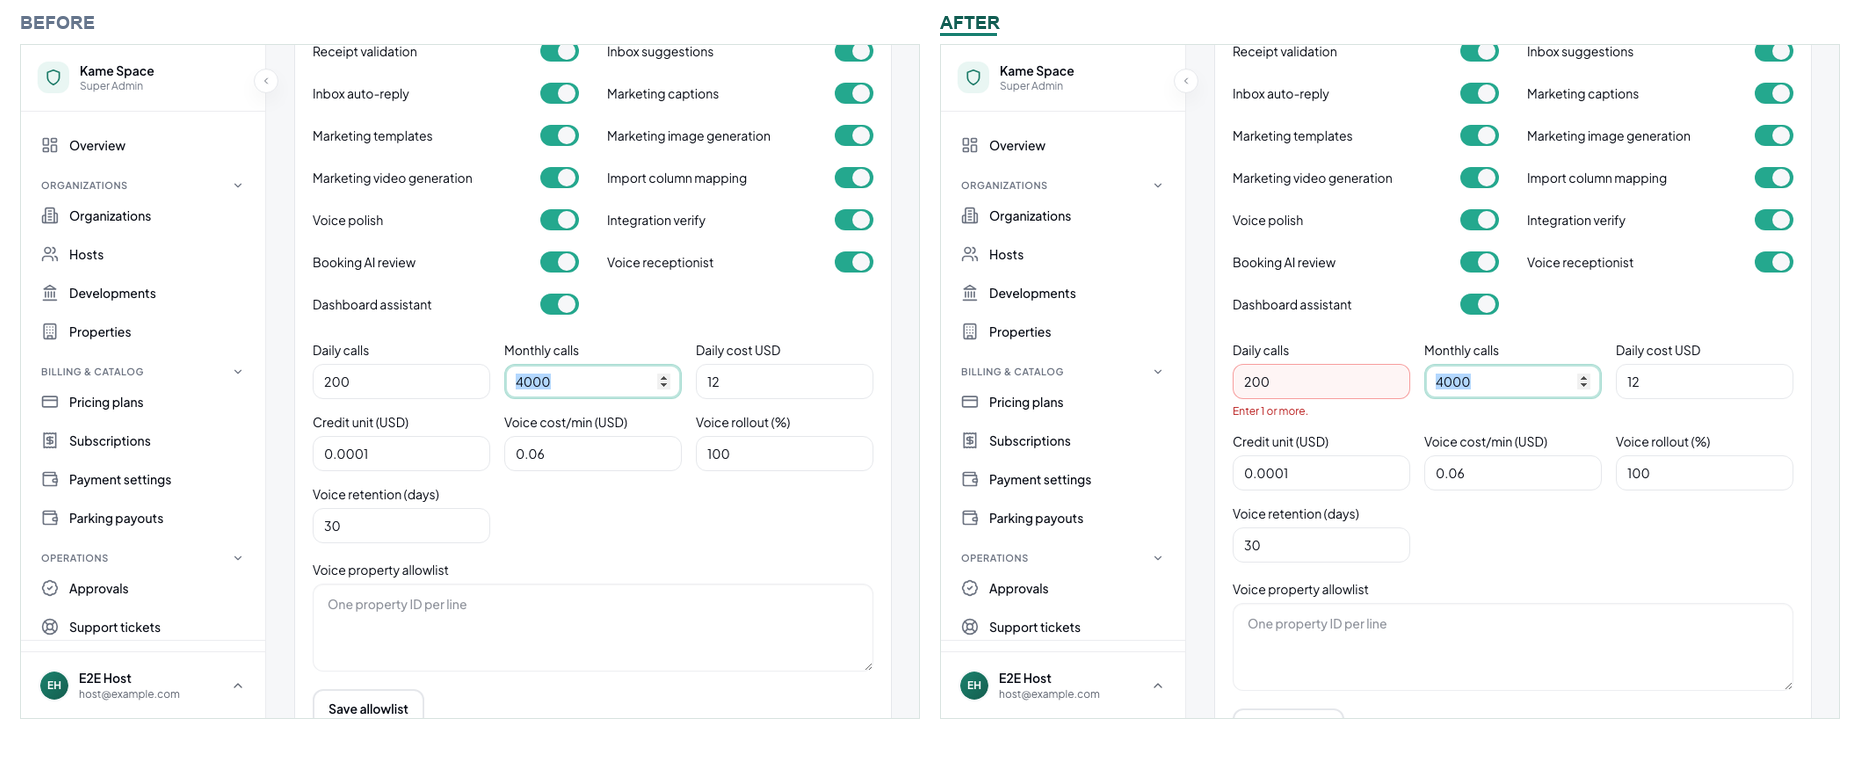 BEFORE
Kame Space
Super Admin
Overview
ORGANIZATIONS
Organizations
Hosts
Developments
Properties
BILLING & CATALOG
Pricing plans
Subscriptions
Payment settings
Parking payouts
OPERATIONS
Approvals
Support tickets
EH
E2E Host
host@example.com
Receipt validation
Inbox suggestions
Inbox auto-reply
Marketing captions
Marketing templates
Marketing image generation
Marketing video generation
Import column mapping
Voice polish
Integration verify
Booking AI review
Voice receptionist
Dashboard assistant
Daily calls
Monthly calls
Daily cost USD
200
4000
12
Credit unit (USD)
Voice cost/min (USD)
Voice rollout (%)
0.0001
0.06
100
Voice retention (days)
30
Voice property allowlist
One property ID per line
Save allowlist
AFTER
Kame Space
Super Admin
Overview
ORGANIZATIONS
Organizations
Hosts
Developments
Properties
BILLING & CATALOG
Pricing plans
Subscriptions
Payment settings
Parking payouts
OPERATIONS
Approvals
Support tickets
EH
E2E Host
host@example.com
Receipt validation
Inbox suggestions
Inbox auto-reply
Marketing captions
Marketing templates
Marketing image generation
Marketing video generation
Import column mapping
Voice polish
Integration verify
Booking AI review
Voice receptionist
Dashboard assistant
Daily calls
Monthly calls
Daily cost USD
200
4000
12
Enter 1 or more.
Credit unit (USD)
Voice cost/min (USD)
Voice rollout (%)
0.0001
0.06
100
Voice retention (days)
30
Voice property allowlist
One property ID per line